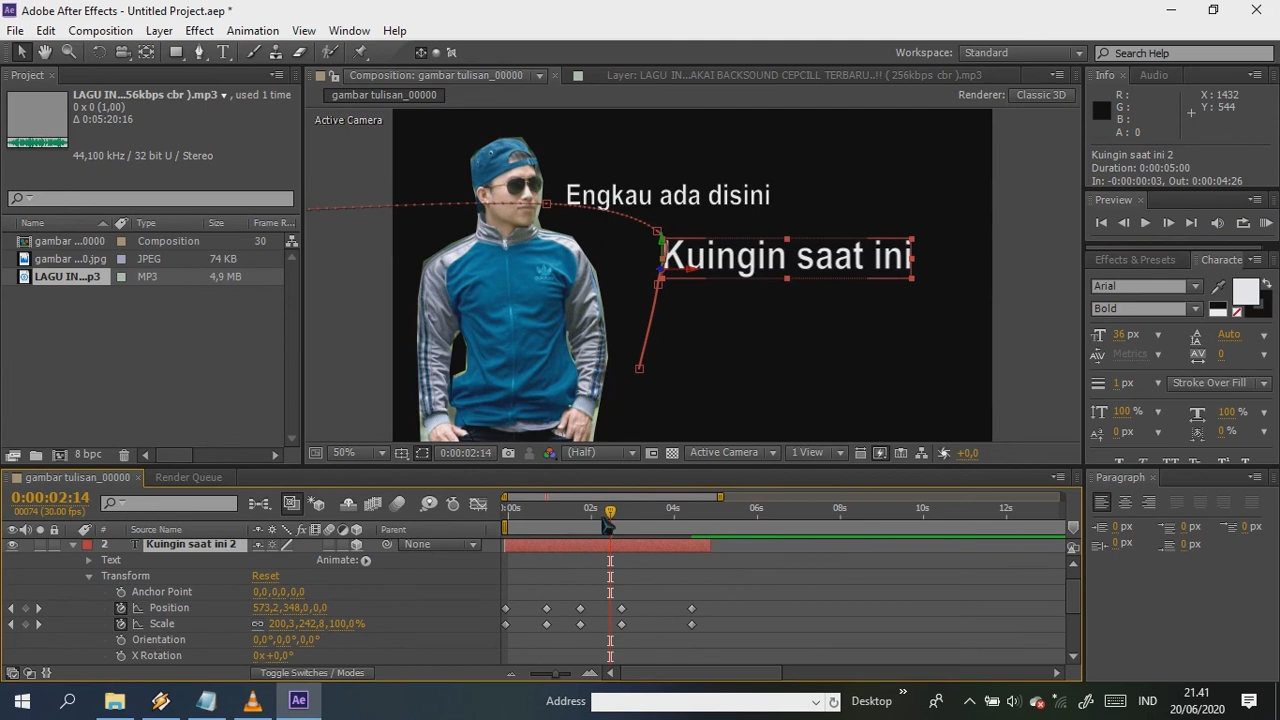 Adobe After Effects - Untitled Project.aep *
File Edit Composition Layer Effect Animation View Window Help
Workspace: Standard
Search Help
Project
Composition: gambar tulisan_00000
Layer: LAGU IN...AKAI BACKSOUND CEPCILL TERBARU..!! ( 256kbps cbr ).mp3
Info Audio
LAGU IN...56kbps cbr ).mp3 , used 1 time
0 x 0 (1,00)
Δ 0:05:20:16
44,100 kHz / 32 bit U / Stereo
gambar tulisan_00000
Renderer: Classic 3D
Active Camera
R :
G :
B :
A : 0
X : 1432
Y : 544
Kuingin saat ini 2
Duration: 0:00:05:00
In: -0:00:00:03, Out: 0:00:04:26
Name Type Size Frame R...
gambar ...0000 Composition 30
gambar ...0.jpg JPEG 74 KB
LAGU IN...p3 MP3 4,9 MB
Engkau ada disini
Kuingin saat ini
Preview
Effects & Presets Characte
Arial
Bold
36 px Auto
Metrics 0
1 px Stroke Over Fill
100 % 100 %
0 px 0 %
8 bpc
50% 0:00:02:14 (Half) Active Camera 1 View +0,0
gambar tulisan_00000 Render Queue
Paragraph
0:00:02:14
00074 (30.00 fps)
0:00s 02s 04s 06s 08s 10s 12s
# Source Name Parent
2 Kuingin saat ini 2 None
Text Animate:
Transform Reset
Anchor Point 0,0,0,0,0,0
Position 573,2,348,0,0,0
Scale 200,3,242,8,100,0%
Orientation 0,0°,0,0°,0,0°
X Rotation 0x+0,0°
Toggle Switches / Modes
0 px 0 px 0 px
0 px 0 px
Address Desktop IND
21.41
20/06/2020